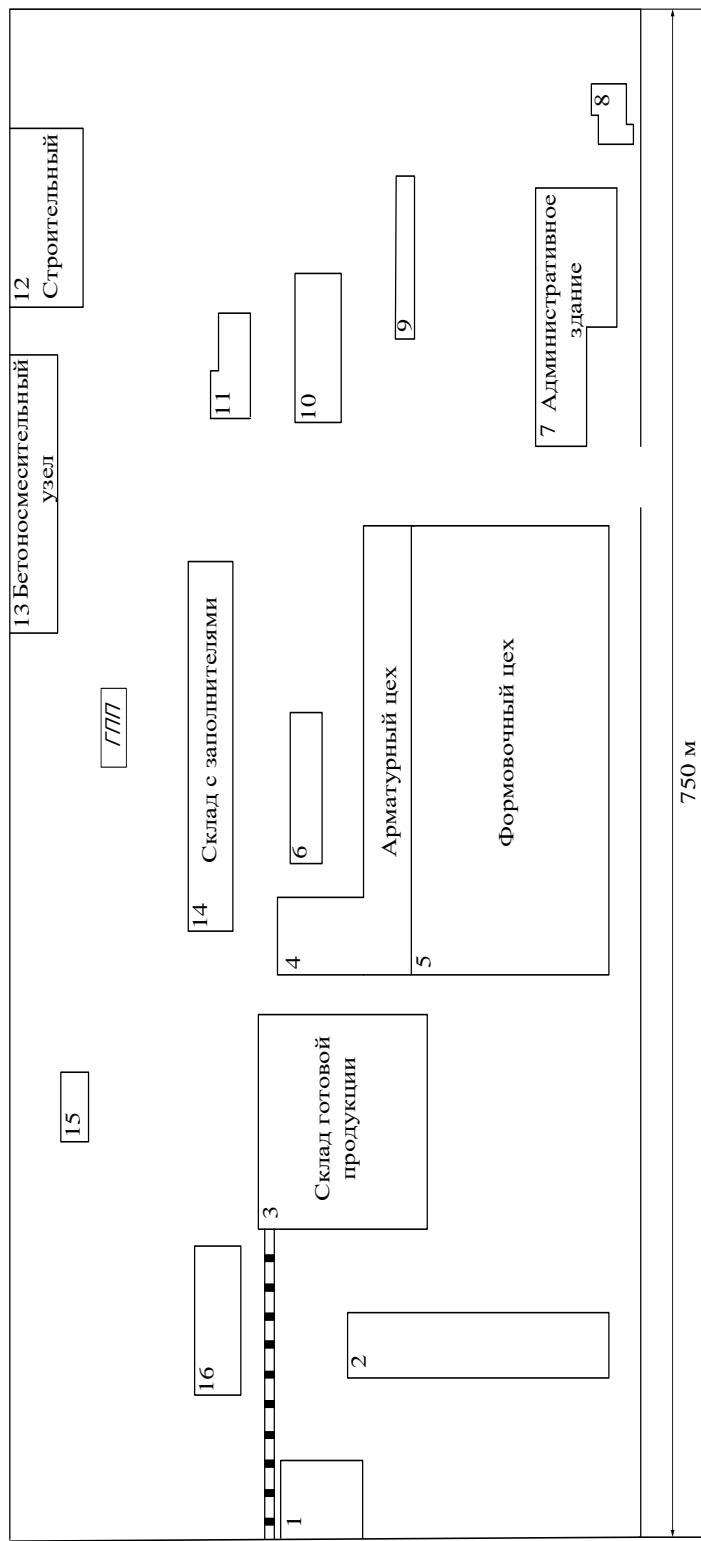 12
Строительный
13 Бетоносмесительный
узел
ГПП
15
11
14
Склад с заполнителями
10
6
16
9
8
4
Арматурный цех
3
Склад готовой
продукции
7 Административное
здание
5
Формовочный цех
1
2
750 м